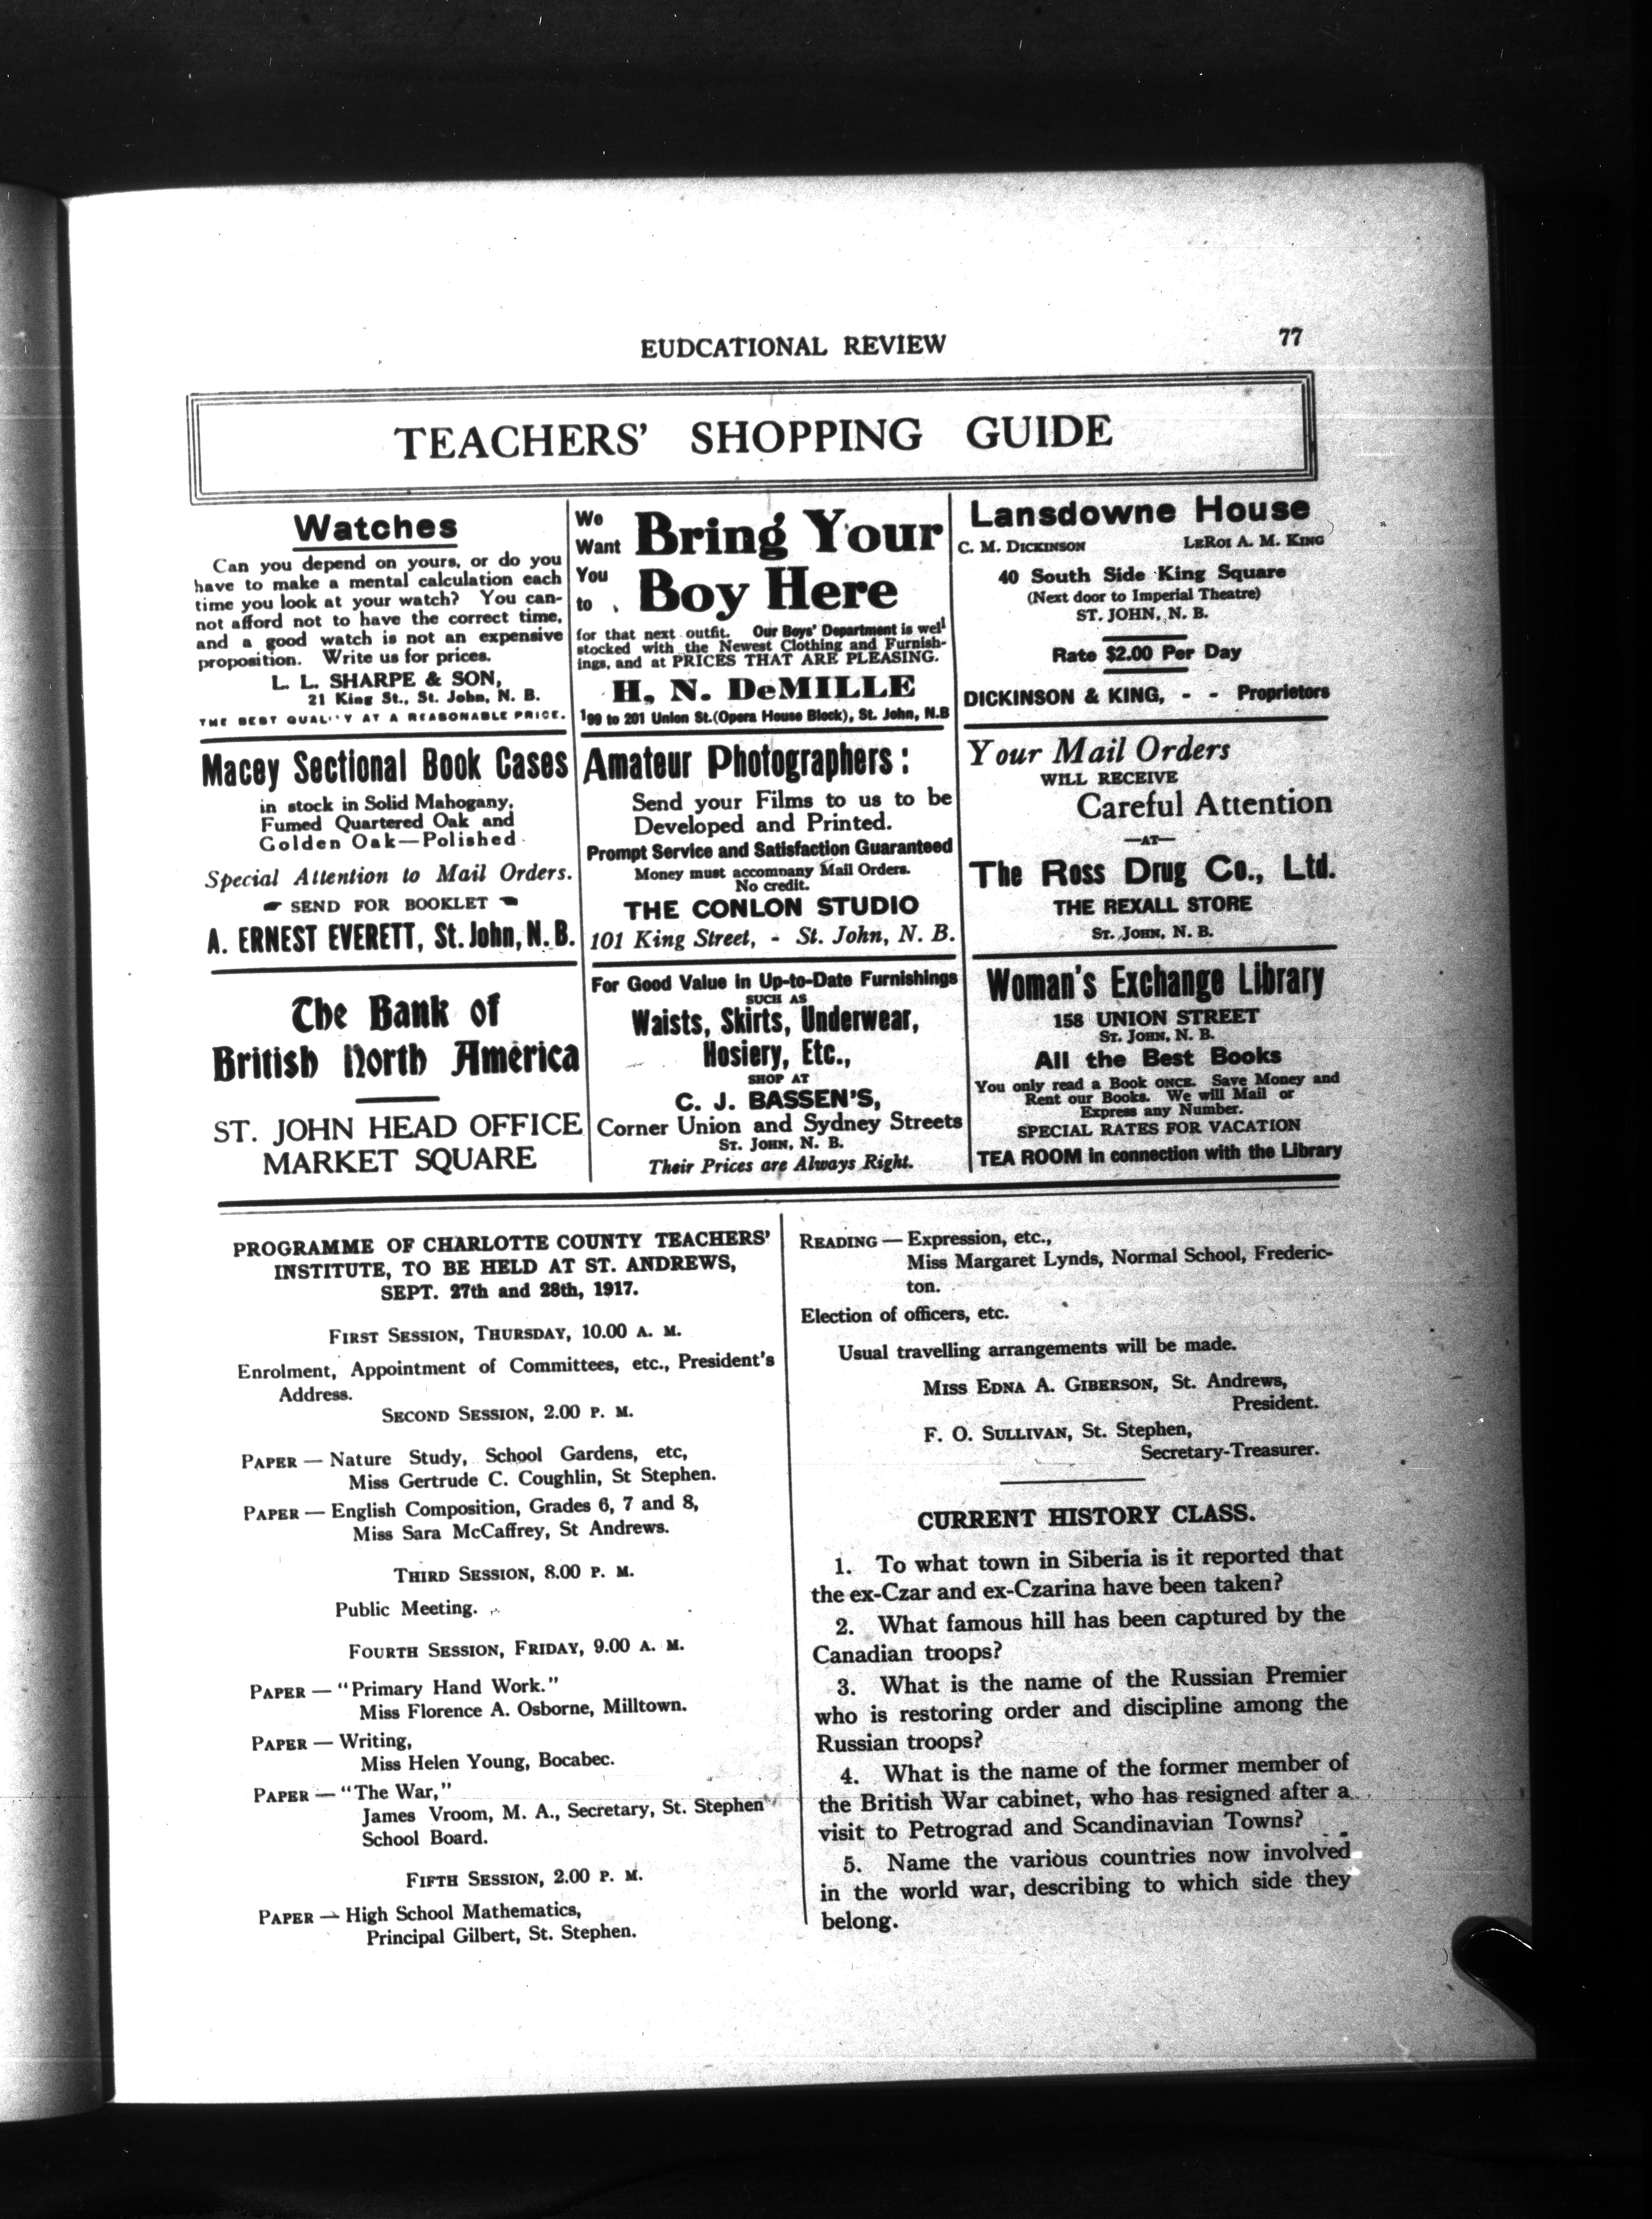 EUDCATIONAL REVIEW
77
TEACHERS' SHOPPING GUIDE
Watches
Can you depend on yours, or do you
have to make a mental calculation each
time you look at your watch? You can-
not afford not to have the correct time,
and a good watch is not an expensive
proposition. Write us for prices.
L. L. SHARPE & SON,
21 King St., St. John, N. B.
THE BEST QUALITY AT A REASONABLE PRICE.
We
Want
You
to
Bring Your
Boy Here
for that next outfit. Our Boys' Department is well
stocked with the Newest Clothing and Furnish-
ings, and at PRICES THAT ARE PLEASING.
H. N. DeMILLE
199 to 201 Union St. (Opera House Block), St. John, N.B
Lansdowne House
C. M. DICKINSON LEROI A. M. KING
40 South Side King Square
(Next door to Imperial Theatre)
ST. JOHN, N. B.
Rate $2.00 Per Day
DICKINSON & KING, - - Proprietors
Macey Sectional Book Cases
in stock in Solid Mahogany,
Fumed Quartered Oak and
Golden Oak—Polished
Special Attention to Mail Orders.
☛ SEND FOR BOOKLET ☚
A. ERNEST EVERETT, St. John, N. B.
Amateur Photographers:
Send your Films to us to be
Developed and Printed.
Prompt Service and Satisfaction Guaranteed
Money must accompany Mail Orders.
No credit.
THE CONLON STUDIO
101 King Street, - St. John, N. B.
Your Mail Orders
WILL RECEIVE
Careful Attention
—AT—
The Ross Drug Co., Ltd.
THE REXALL STORE
ST. JOHN, N. B.
The Bank of
British North America
ST. JOHN HEAD OFFICE
MARKET SQUARE
For Good Value in Up-to-Date Furnishings
SUCH AS
Waists, Skirts, Underwear,
Hosiery, Etc.,
SHOP AT
C. J. BASSEN'S,
Corner Union and Sydney Streets
ST. JOHN, N. B.
Their Prices are Always Right.
Woman's Exchange Library
158 UNION STREET
ST. JOHN, N. B.
All the Best Books
You only read a Book ONCE. Save Money and
Rent our Books. We will Mail or
Express any Number.
SPECIAL RATES FOR VACATION
TEA ROOM in connection with the Library
PROGRAMME OF CHARLOTTE COUNTY TEACHERS'
INSTITUTE, TO BE HELD AT ST. ANDREWS,
SEPT. 27th and 28th, 1917.
FIRST SESSION, THURSDAY, 10.00 A. M.
Enrolment, Appointment of Committees, etc., President's
Address.
SECOND SESSION, 2.00 P. M.
PAPER — Nature Study, School Gardens, etc,
Miss Gertrude C. Coughlin, St Stephen.
PAPER — English Composition, Grades 6, 7 and 8,
Miss Sara McCaffrey, St Andrews.
THIRD SESSION, 8.00 P. M.
Public Meeting.
FOURTH SESSION, FRIDAY, 9.00 A. M.
PAPER — "Primary Hand Work."
Miss Florence A. Osborne, Milltown.
PAPER — Writing,
Miss Helen Young, Bocabec.
PAPER — "The War,"
James Vroom, M. A., Secretary, St. Stephen
School Board.
FIFTH SESSION, 2.00 P. M.
PAPER — High School Mathematics,
Principal Gilbert, St. Stephen.
READING — Expression, etc.,
Miss Margaret Lynds, Normal School, Frederic-
ton.
Election of officers, etc.
Usual travelling arrangements will be made.
MISS EDNA A. GIBERSON, St. Andrews,
President.
F. O. SULLIVAN, St. Stephen,
Secretary-Treasurer.
CURRENT HISTORY CLASS.
1. To what town in Siberia is it reported that
the ex-Czar and ex-Czarina have been taken?
2. What famous hill has been captured by the
Canadian troops?
3. What is the name of the Russian Premier
who is restoring order and discipline among the
Russian troops?
4. What is the name of the former member of
the British War cabinet, who has resigned after a
visit to Petrograd and Scandinavian Towns?
5. Name the various countries now involved
in the world war, describing to which side they
belong.